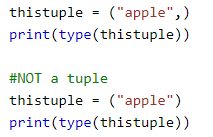 thistuple = ("apple",)
print(type(thistuple))

#NOT a tuple
thistuple = ("apple")
print(type(thistuple))